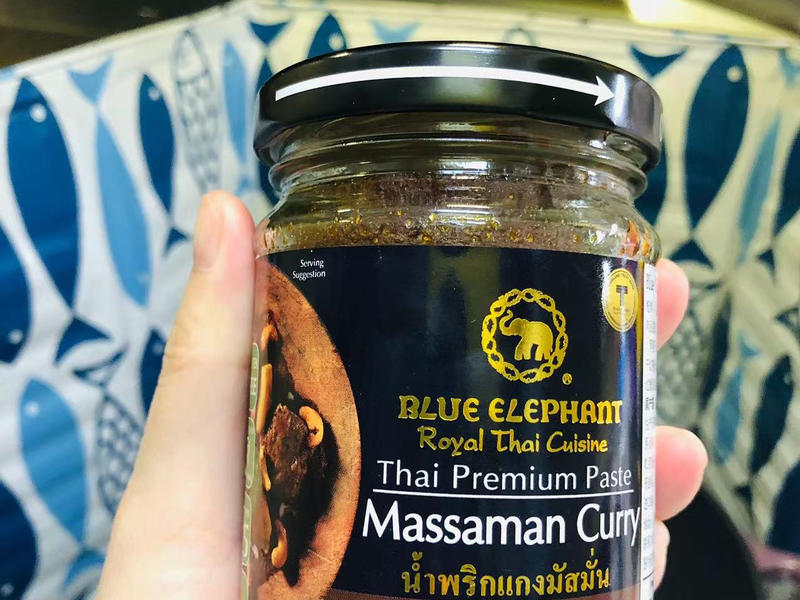 Serving
Suggestion
T
®
BLUE ELEPHANT
Royal Thai Cuisine
Thai Premium Paste
Massaman Curry
น้ำพริกแกงมัสมั่น